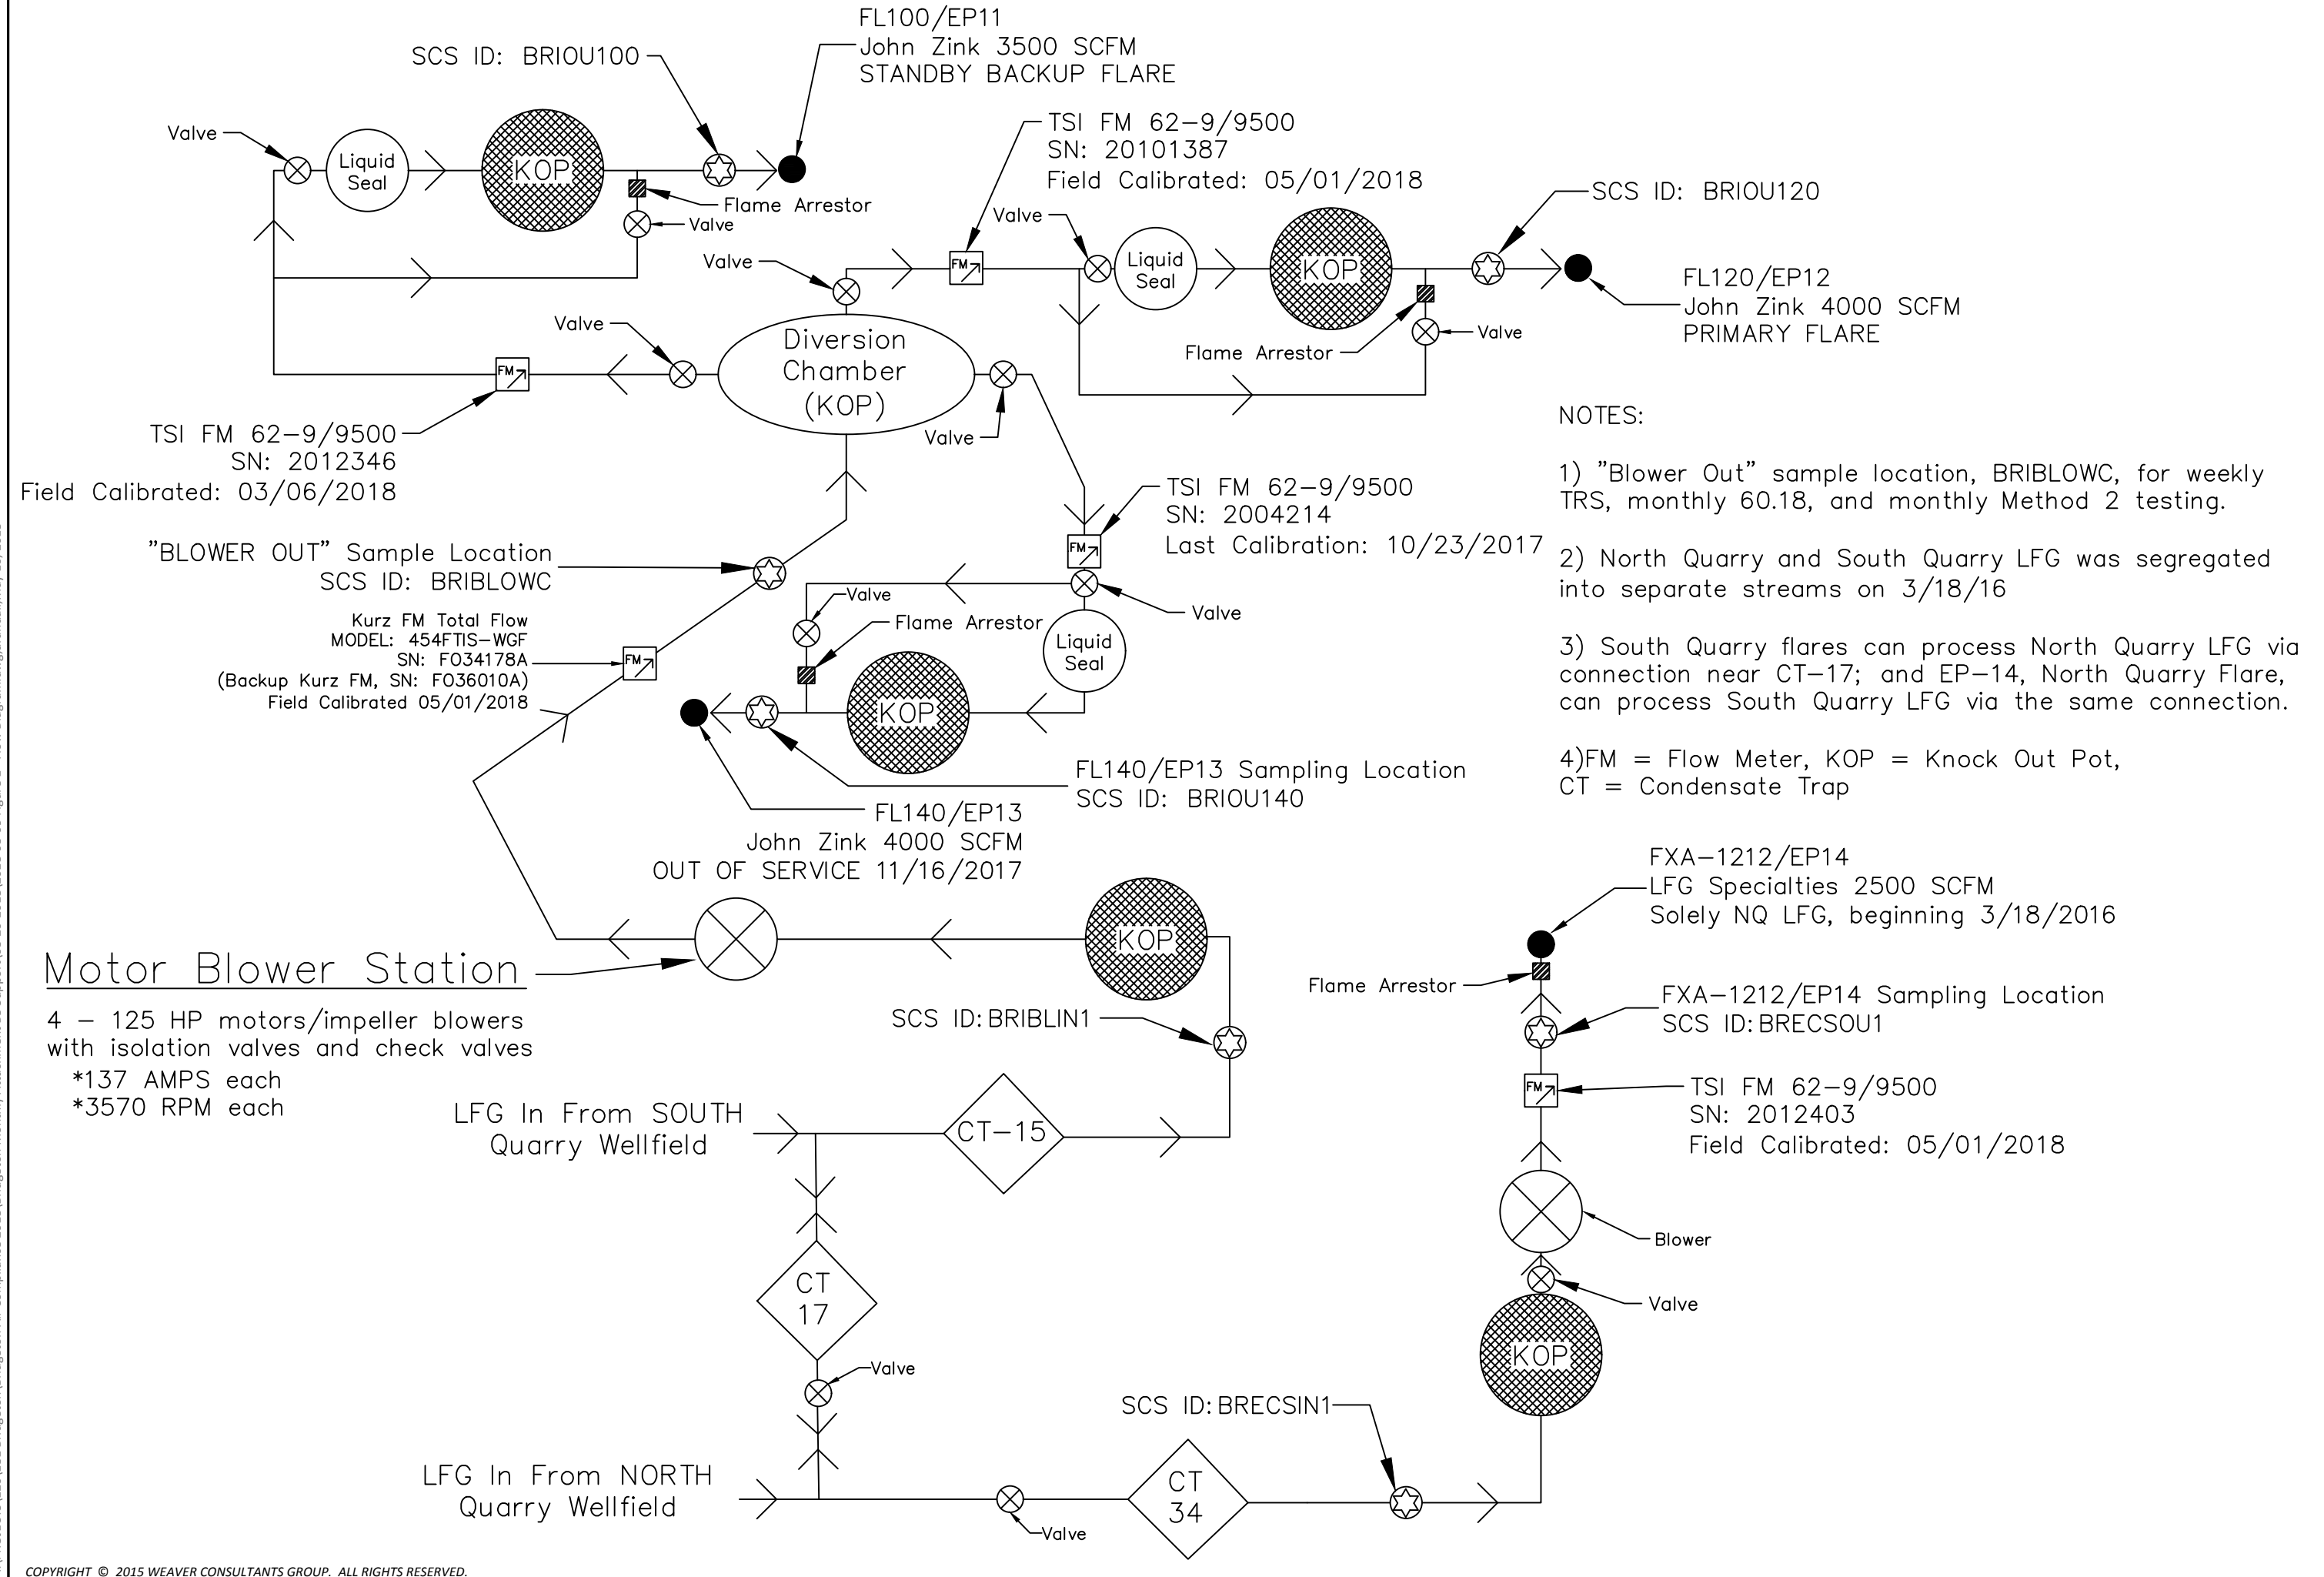 FL100/EP11
John Zink 3500 SCFM
STANDBY BACKUP FLARE
SCS ID: BRIOU100
Valve
Liquid
Seal
KOP
Flame Arrestor
Valve
TSI FM 62-9/9500
SN: 20101387
Field Calibrated: 05/01/2018
SCS ID: BRIOU120
Valve
Valve
FM
Liquid
Seal
KOP
FL120/EP12
John Zink 4000 SCFM
PRIMARY FLARE
Flame Arrestor
Valve
Valve
Diversion
Chamber
(KOP)
FM
Valve
TSI FM 62-9/9500
SN: 2012346
Field Calibrated: 03/06/2018
NOTES:
1) "Blower Out" sample location, BRIBLOWC, for weekly
TRS, monthly 60.18, and monthly Method 2 testing.
2) North Quarry and South Quarry LFG was segregated
into separate streams on 3/18/16
3) South Quarry flares can process North Quarry LFG via
connection near CT-17; and EP-14, North Quarry Flare,
can process South Quarry LFG via the same connection.
4)FM = Flow Meter, KOP = Knock Out Pot,
CT = Condensate Trap
TSI FM 62-9/9500
SN: 2004214
Last Calibration: 10/23/2017
FM
"BLOWER OUT" Sample Location
SCS ID: BRIBLOWC
Valve
Valve
Flame Arrestor
Liquid
Seal
Kurz FM Total Flow
MODEL: 454FTIS-WGF
SN: FO34178A
(Backup Kurz FM, SN: FO36010A)
Field Calibrated 05/01/2018
FM
KOP
FL140/EP13 Sampling Location
SCS ID: BRIOU140
FL140/EP13
John Zink 4000 SCFM
OUT OF SERVICE 11/16/2017
FXA-1212/EP14
LFG Specialties 2500 SCFM
Solely NQ LFG, beginning 3/18/2016
KOP
Motor Blower Station
4 - 125 HP motors/impeller blowers
with isolation valves and check valves
*137 AMPS each
*3570 RPM each
Flame Arrestor
FXA-1212/EP14 Sampling Location
SCS ID:BRECSOU1
SCS ID:BRIBLIN1
FM
TSI FM 62-9/9500
SN: 2012403
Field Calibrated: 05/01/2018
LFG In From SOUTH
Quarry Wellfield
CT-15
Blower
CT
17
Valve
Valve
KOP
SCS ID:BRECSIN1
LFG In From NORTH
Quarry Wellfield
Valve
CT
34
COPYRIGHT © 2015 WEAVER CONSULTANTS GROUP. ALL RIGHTS RESERVED.